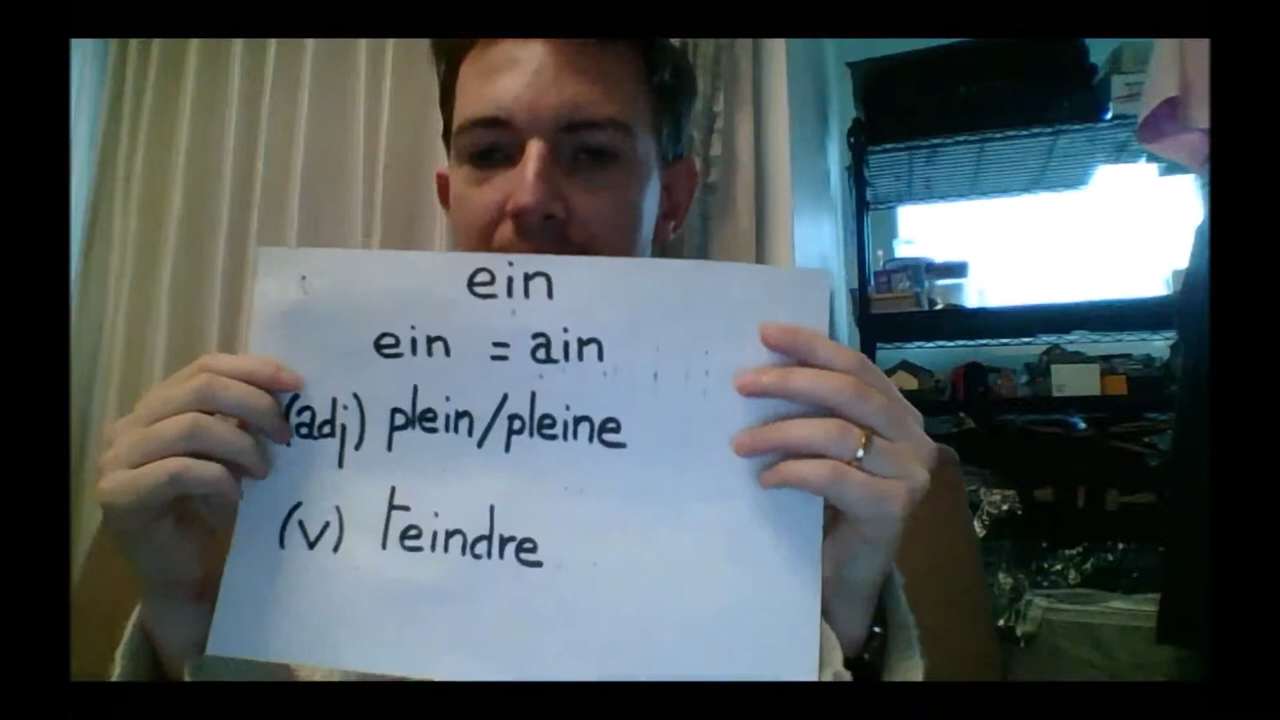 ein
ein = ain
(adj) plein/pleine
(v) teindre